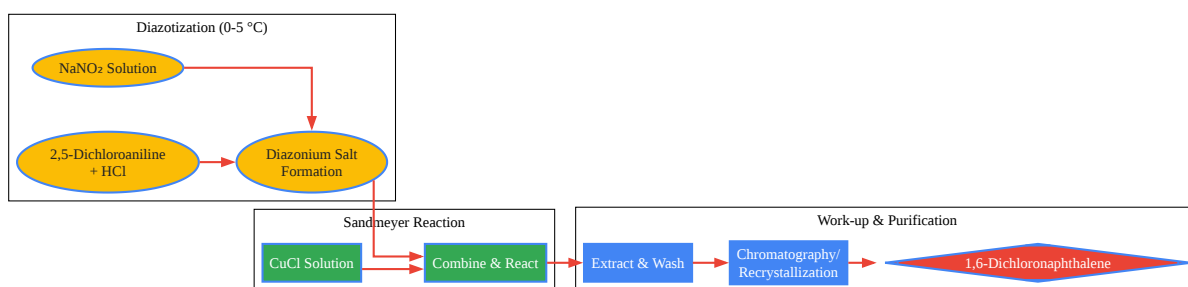 Diazotization (0-5 °C)
NaNO₂ Solution
2,5-Dichloroaniline
+ HCl
Diazonium Salt
Formation
Sandmeyer Reaction
CuCl Solution
Combine & React
Work-up & Purification
Extract & Wash
Chromatography/
Recrystallization
1,6-Dichloronaphthalene